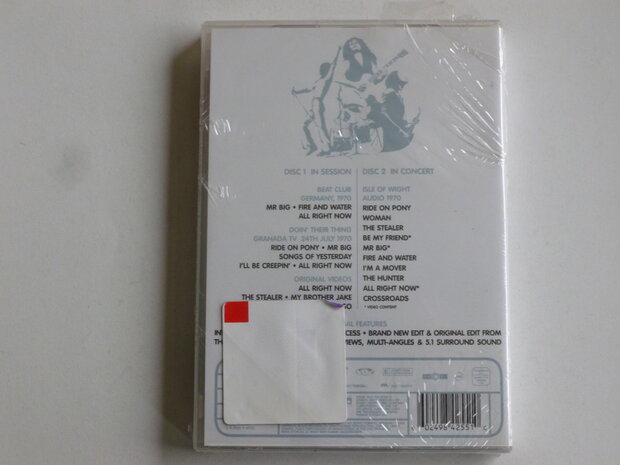 DISC 1 IN SESSION
BEAT CLUB
GERMANY, 1970
MR BIG • FIRE AND WATER
ALL RIGHT NOW
DOIN' THEIR THING
GRANADA TV 24TH JULY 1970
RIDE ON PONY • MR BIG
SONGS OF YESTERDAY
I'LL BE CREEPIN' • ALL RIGHT NOW
ORIGINAL VIDEOS
ALL RIGHT NOW
THE STEALER • MY BROTHER JAKE
GO
DISC 2 IN CONCERT
ISLE OF WIGHT
AUDIO 1970
RIDE ON PONY
WOMAN
THE STEALER
BE MY FRIEND*
MR BIG*
FIRE AND WATER
I'M A MOVER
THE HUNTER
ALL RIGHT NOW*
CROSSROADS
* VIDEO CONTENT
FEATURES
• BRAND NEW EDIT & ORIGINAL EDIT FROM
MULTI-ANGLES & 5.1 SURROUND SOUND
02498 42551